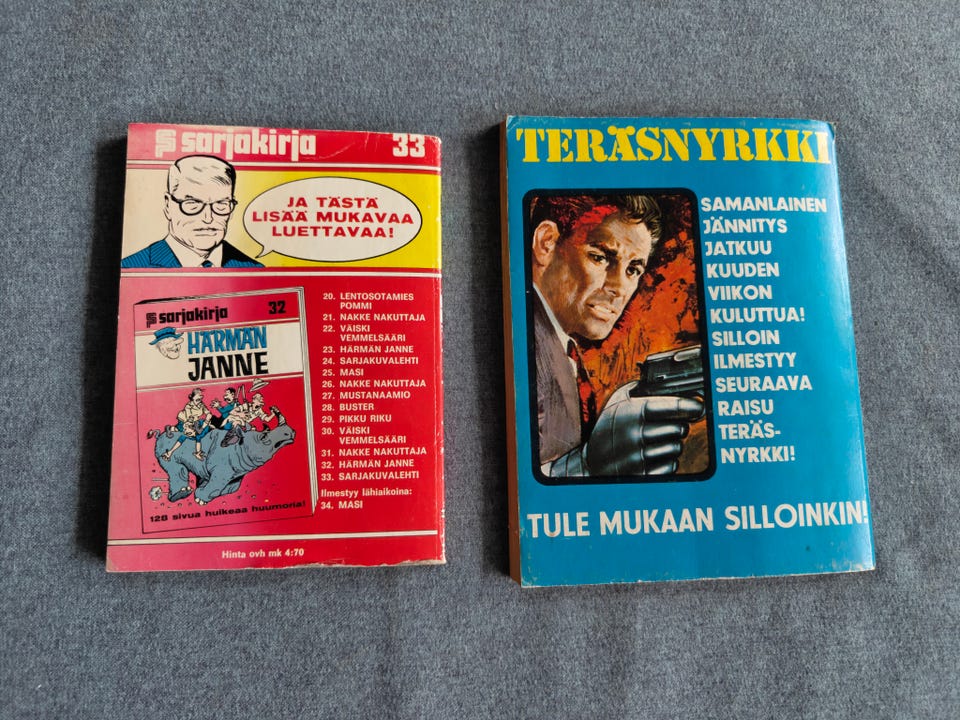 sarjakirja 33
JA TÄSTÄ
LISÄÄ MUKAVAA
LUETTAVAA!
sarjakirja 32
HÄRMÄN
JANNE
128 sivua huikeaa huumoria!
20. LENTOSOTAMIES
POMMI
21. NAKKE NAKUTTAJA
22. VÄISKI
VEMMELSÄÄRI
23. HÄRMÄN JANNE
24. SARJAKUVALEHTI
25. MASI
26. NAKKE NAKUTTAJA
27. MUSTANAAMIO
28. BUSTER
29. PIKKU RIKU
30. VÄISKI
VEMMELSÄÄRI
31. NAKKE NAKUTTAJA
32. HÄRMÄN JANNE
33. SARJAKUVALEHTI
Ilmestyy lähiaikoina:
34. MASI
Hinta ovh mk 4:70
TERÄSNYRKKI
SAMANLAINEN
JÄNNITYS
JATKUU
KUUDEN
VIIKON
KULUTTUA!
SILLOIN
ILMESTYY
SEURAAVA
RAISU
TERÄS-
NYRKKI!
TULE MUKAAN SILLOINKIN!